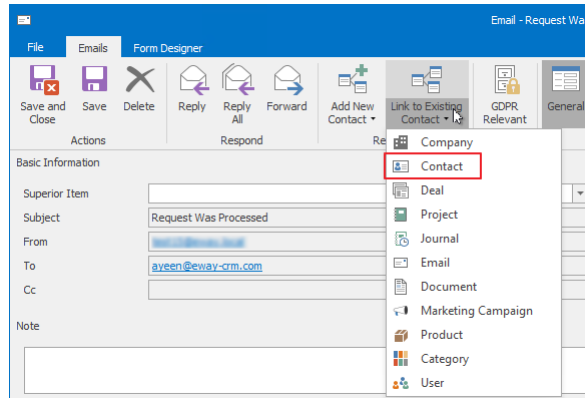 Email - Request Wa
File Emails Form Designer
Save and Close
Save
Delete
Reply
Reply All
Forward
Add New Contact
Link to Existing Contact
GDPR Relevant
General
Actions
Respond
Re
Basic Information
Superior Item
Subject Request Was Processed
From
To ayeen@eway-crm.com
Cc
Note
Company
Contact
Deal
Project
Journal
Email
Document
Marketing Campaign
Product
Category
User